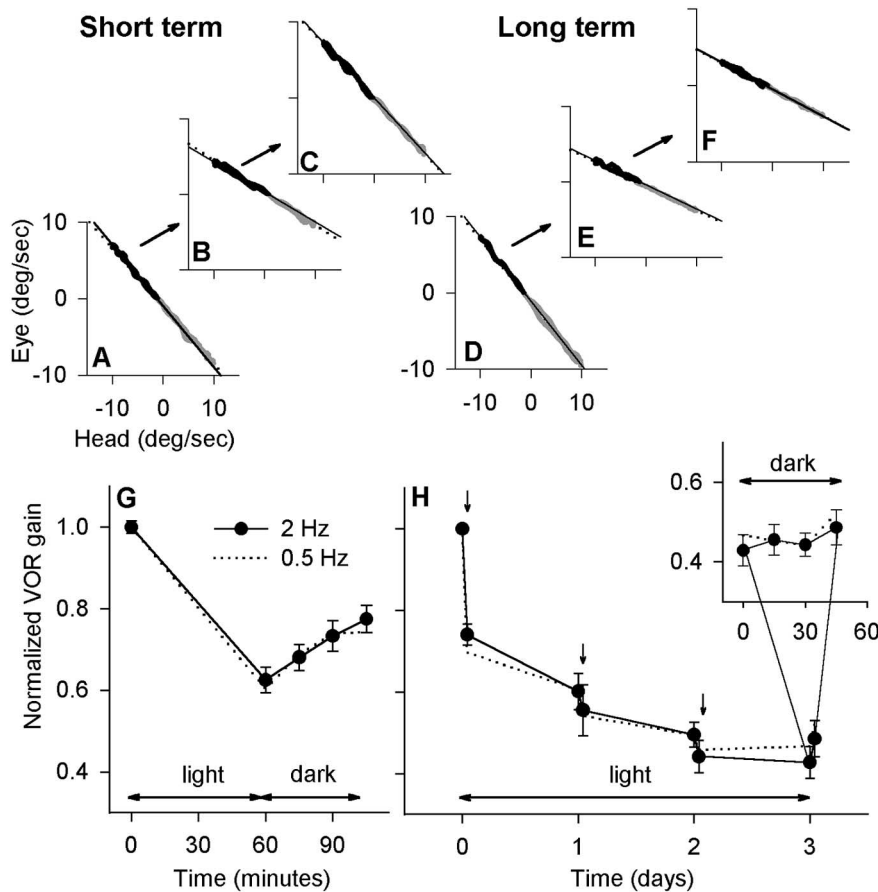 Short term
Long term
C
F
B
E
10
0
-10
Eye (deg/sec)
A
-10 0 10
Head (deg/sec)
10
0
-10
D
-10 0 10
G
1.0
0.8
0.6
0.4
Normalized VOR gain
2 Hz
0.5 Hz
light
dark
0 30 60 90
Time (minutes)
H
dark
0.6
0.4
0 30 60
light
0 1 2 3
Time (days)